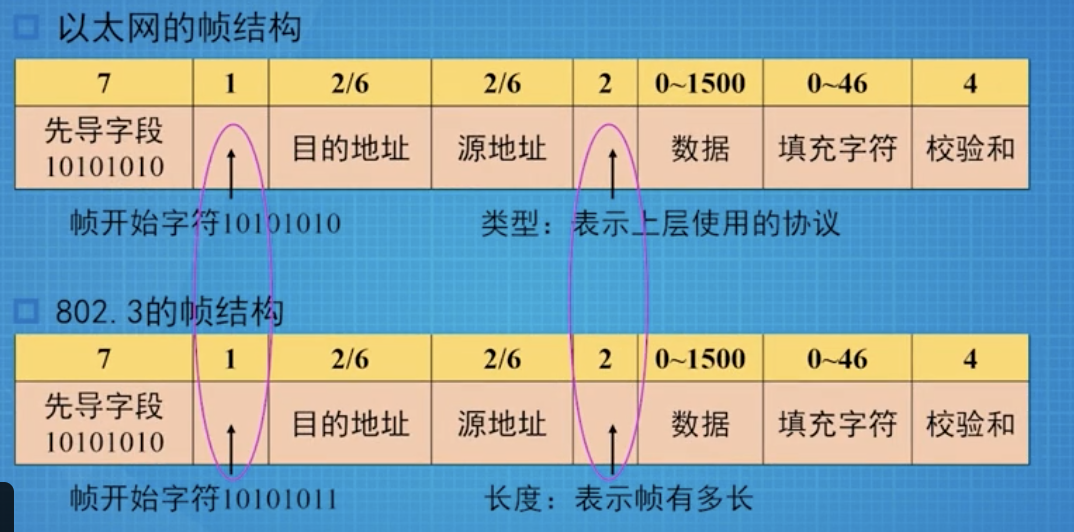 以太网的帧结构
7 1 2/6 2/6 2 0~1500 0~46 4
先导字段 10101010 目的地址 源地址 数据 填充字符 校验和
帧开始字符10101010 类型：表示上层使用的协议
802.3的帧结构
7 1 2/6 2/6 2 0~1500 0~46 4
先导字段 10101010 目的地址 源地址 数据 填充字符 校验和
帧开始字符10101011 长度：表示帧有多长